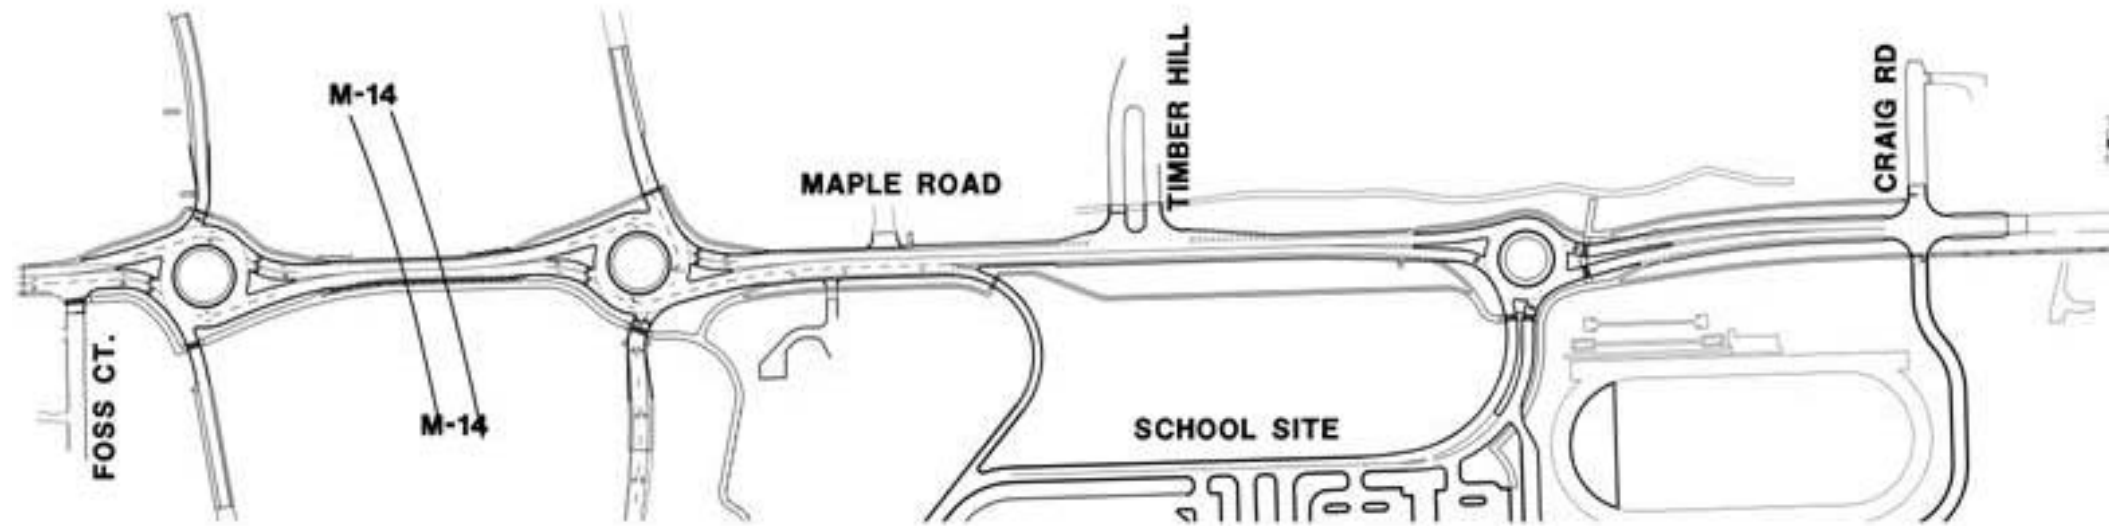 M-14
MAPLE ROAD
TIMBER HILL
CRAIG RD
FOSS CT.
M-14
SCHOOL SITE